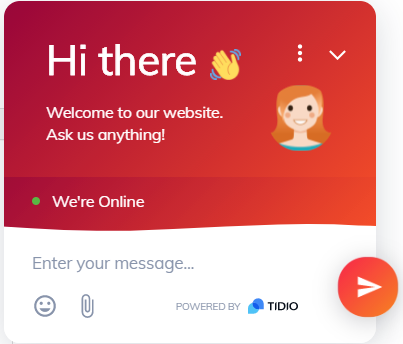 Hi there 👋
Welcome to our website.
Ask us anything!
We're Online
Enter your message...
POWERED BY TIDIO